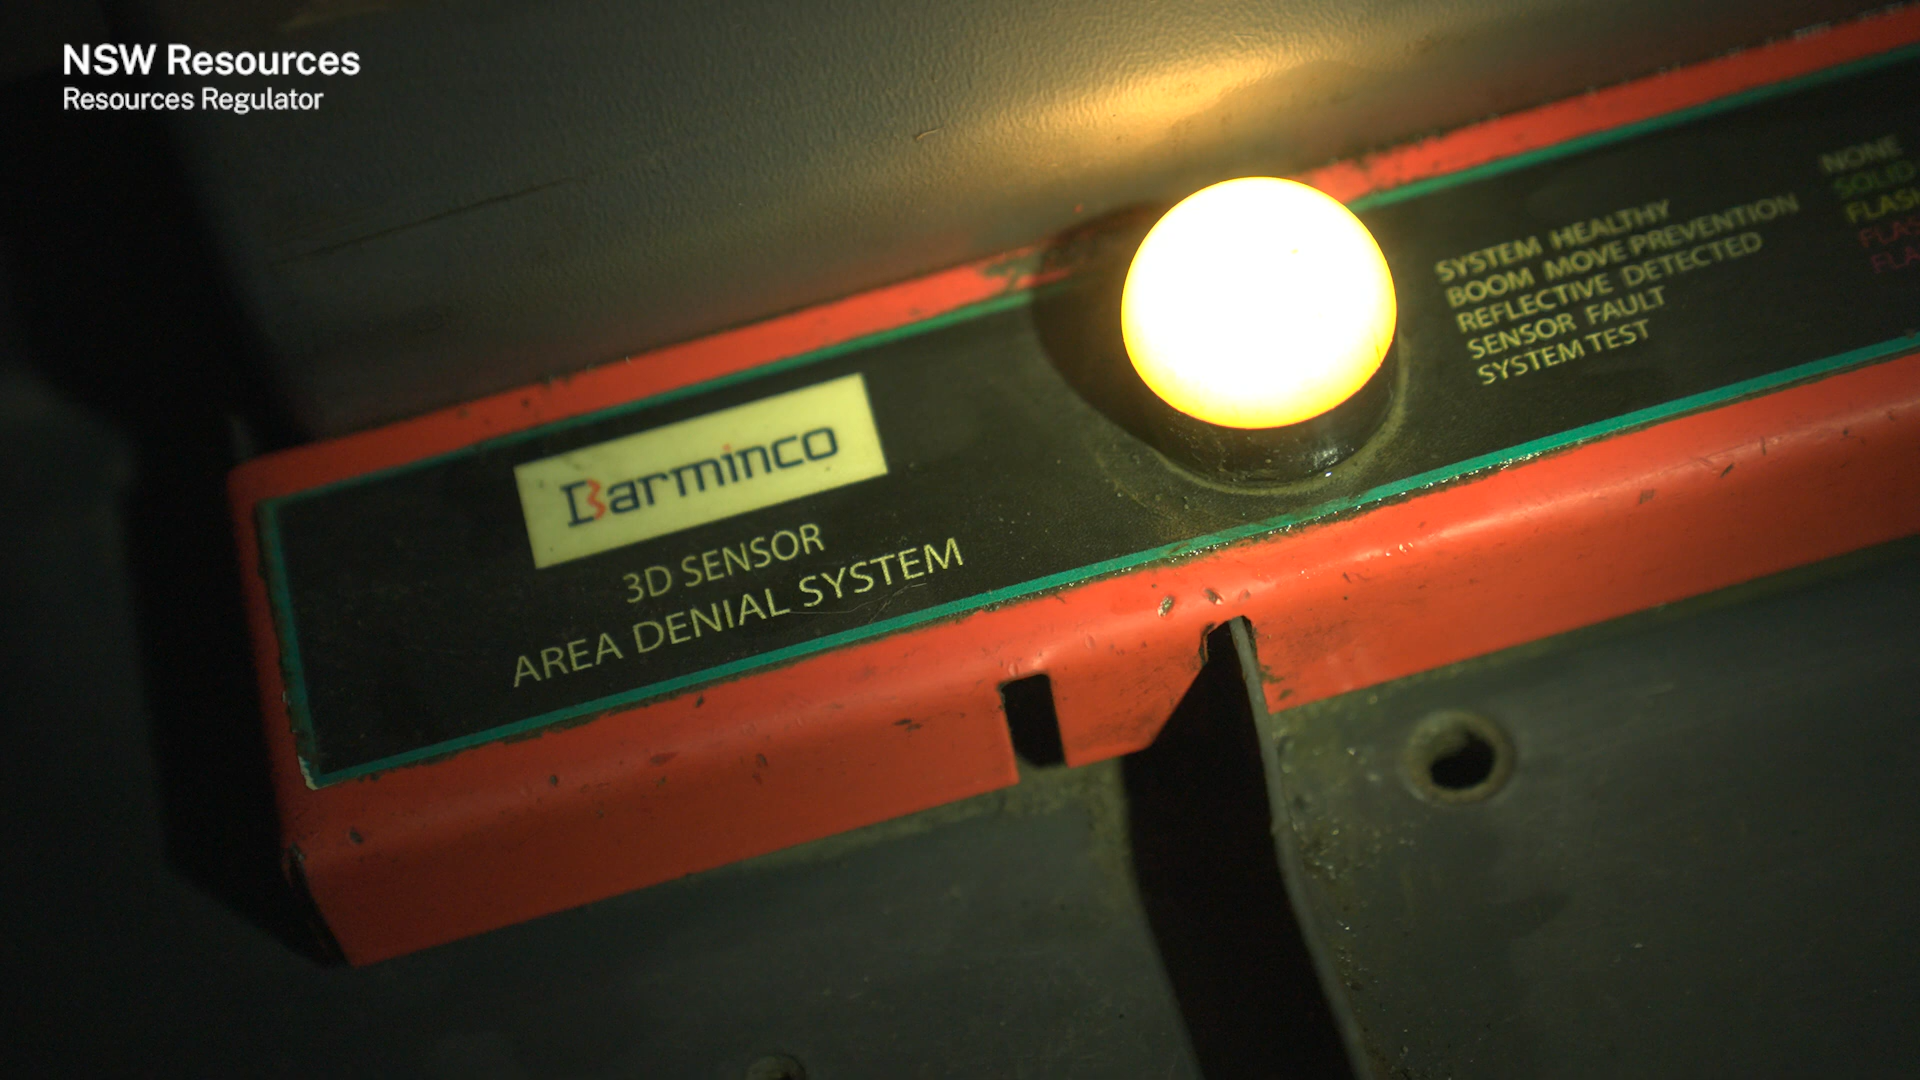 NSW Resources
Resources Regulator
Barminco
3D SENSOR
AREA DENIAL SYSTEM
SYSTEM HEALTHY
BOOM MOVE PREVENTION
REFLECTIVE DETECTED
SENSOR FAULT
SYSTEM TEST
NONE
SOLID